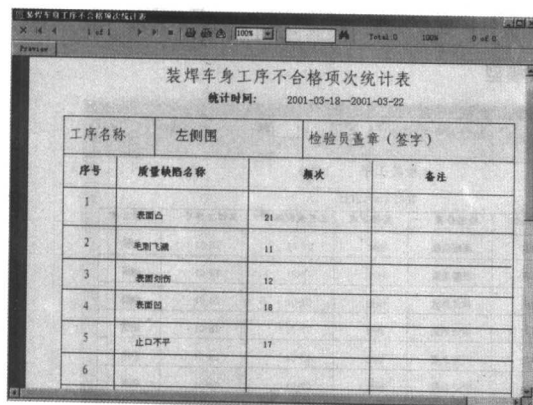 装焊车身工序不合格项次统计表
1 of 1 100% Total:0 100% 0 of 0
Preview
装焊车身工序不合格项次统计表
统计时间: 2001-03-18--2001-03-22
工序名称 左侧围 检验员盖章(签字)
序号 质量缺陷名称 频次 备注
1 表面凸 21
2 毛刺飞溅 11
3 表面划伤 12
4 表面凹 18
5 止口不平 17
6